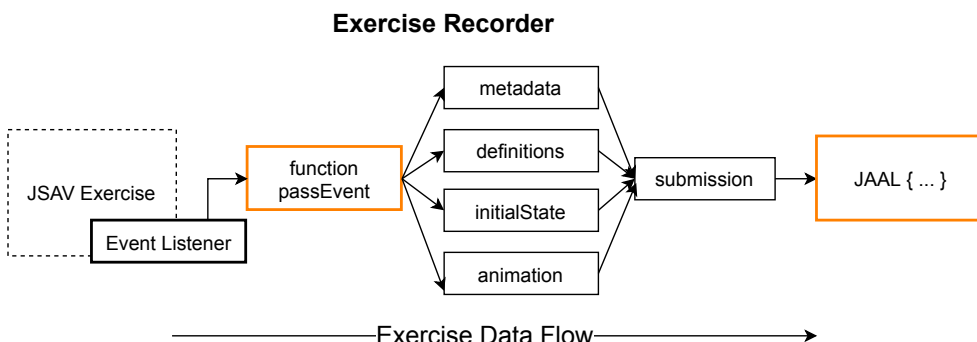 Exercise Recorder
JSAV Exercise
Event Listener
function
passEvent
metadata
definitions
initialState
animation
submission
JAAL { ... }
Exercise Data Flow